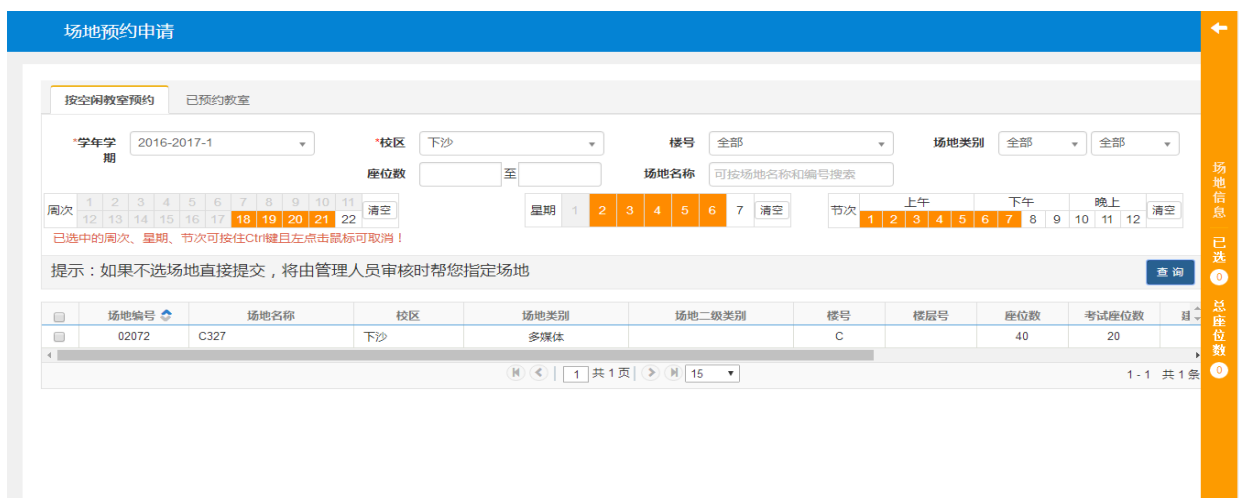 场地预约申请
按空闲教室预约 已预约教室
*学年学期 2016-2017-1 *校区 下沙 楼号 全部 场地类别 全部 全部
座位数 至 场地名称 可按场地名称和编号搜索
周次 1 2 3 4 5 6 7 8 9 10 11 清空
12 13 14 15 16 17 18 19 20 21 22
星期 1 2 3 4 5 6 7 清空
节次 上午 下午 晚上 清空
1 2 3 4 5 6 7 8 9 10 11 12
已选中的周次、星期、节次可按住Ctrl键且左点击鼠标可取消！
提示：如果不选场地直接提交，将由管理人员审核时帮您指定场地 查询
场地编号 场地名称 校区 场地类别 场地二级类别 楼号 楼层号 座位数 考试座位数
02072 C327 下沙 多媒体 C 40 20
1 共1页 15 1-1 共1条
场地信息 已选 0 总座位数 0